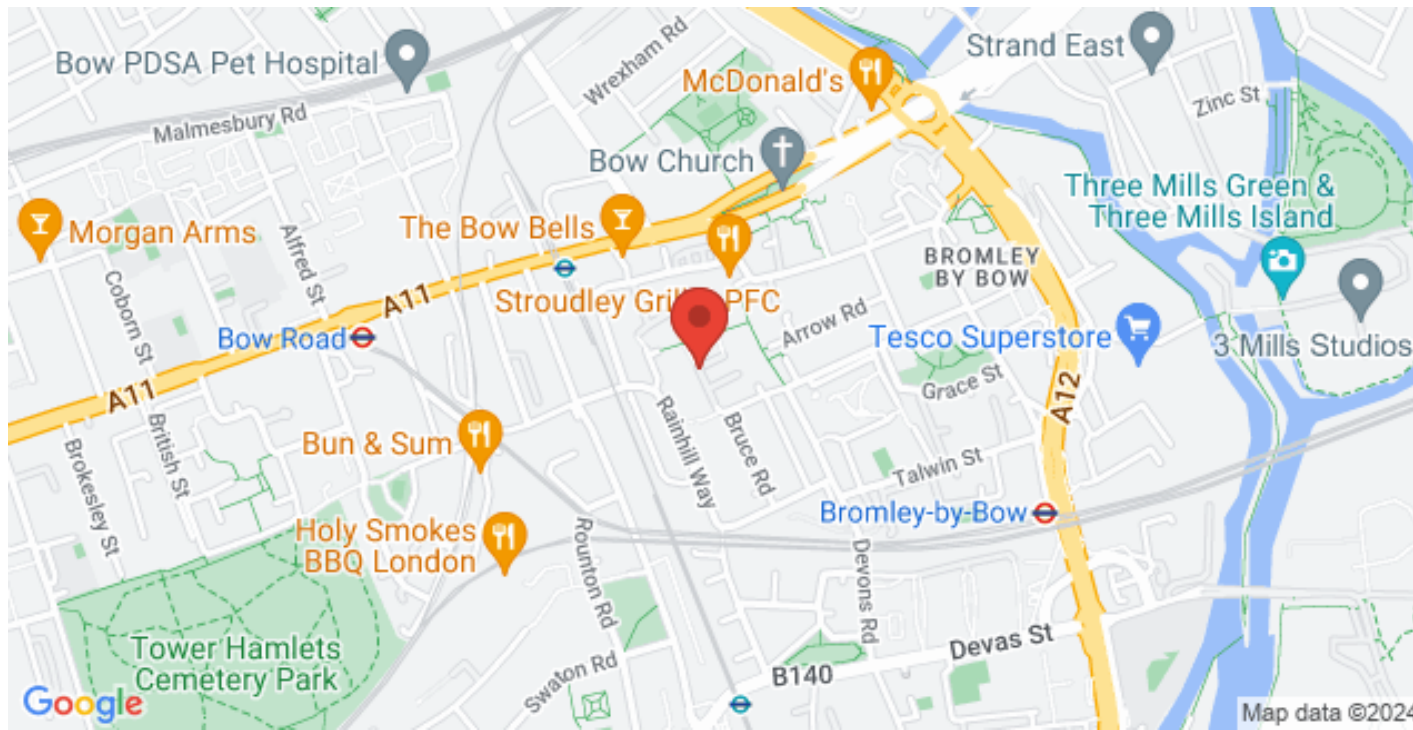 Wrexham Rd
Strand East
Bow PDSA Pet Hospital
McDonald's
Zinc St
Malmesbury Rd
Bow Church
Three Mills Green &
Three Mills Island
Morgan Arms
The Bow Bells
Alfred St
BROMLEY
BY BOW
Coborn St
A11
Stroudley Gril
PFC
Arrow Rd
Bow Road
Tesco Superstore
3 Mills Studios
A11
Grace St
A12
British St
Rainhill Way
Bruce Rd
Bun & Sum
Brokesley St
Talwin St
Bromley-by-Bow
Holy Smokes
BBQ London
Rounton Rd
Devons Rd
Tower Hamlets
Cemetery Park
Devas St
Swaton Rd
B140
Google
Map data ©2024